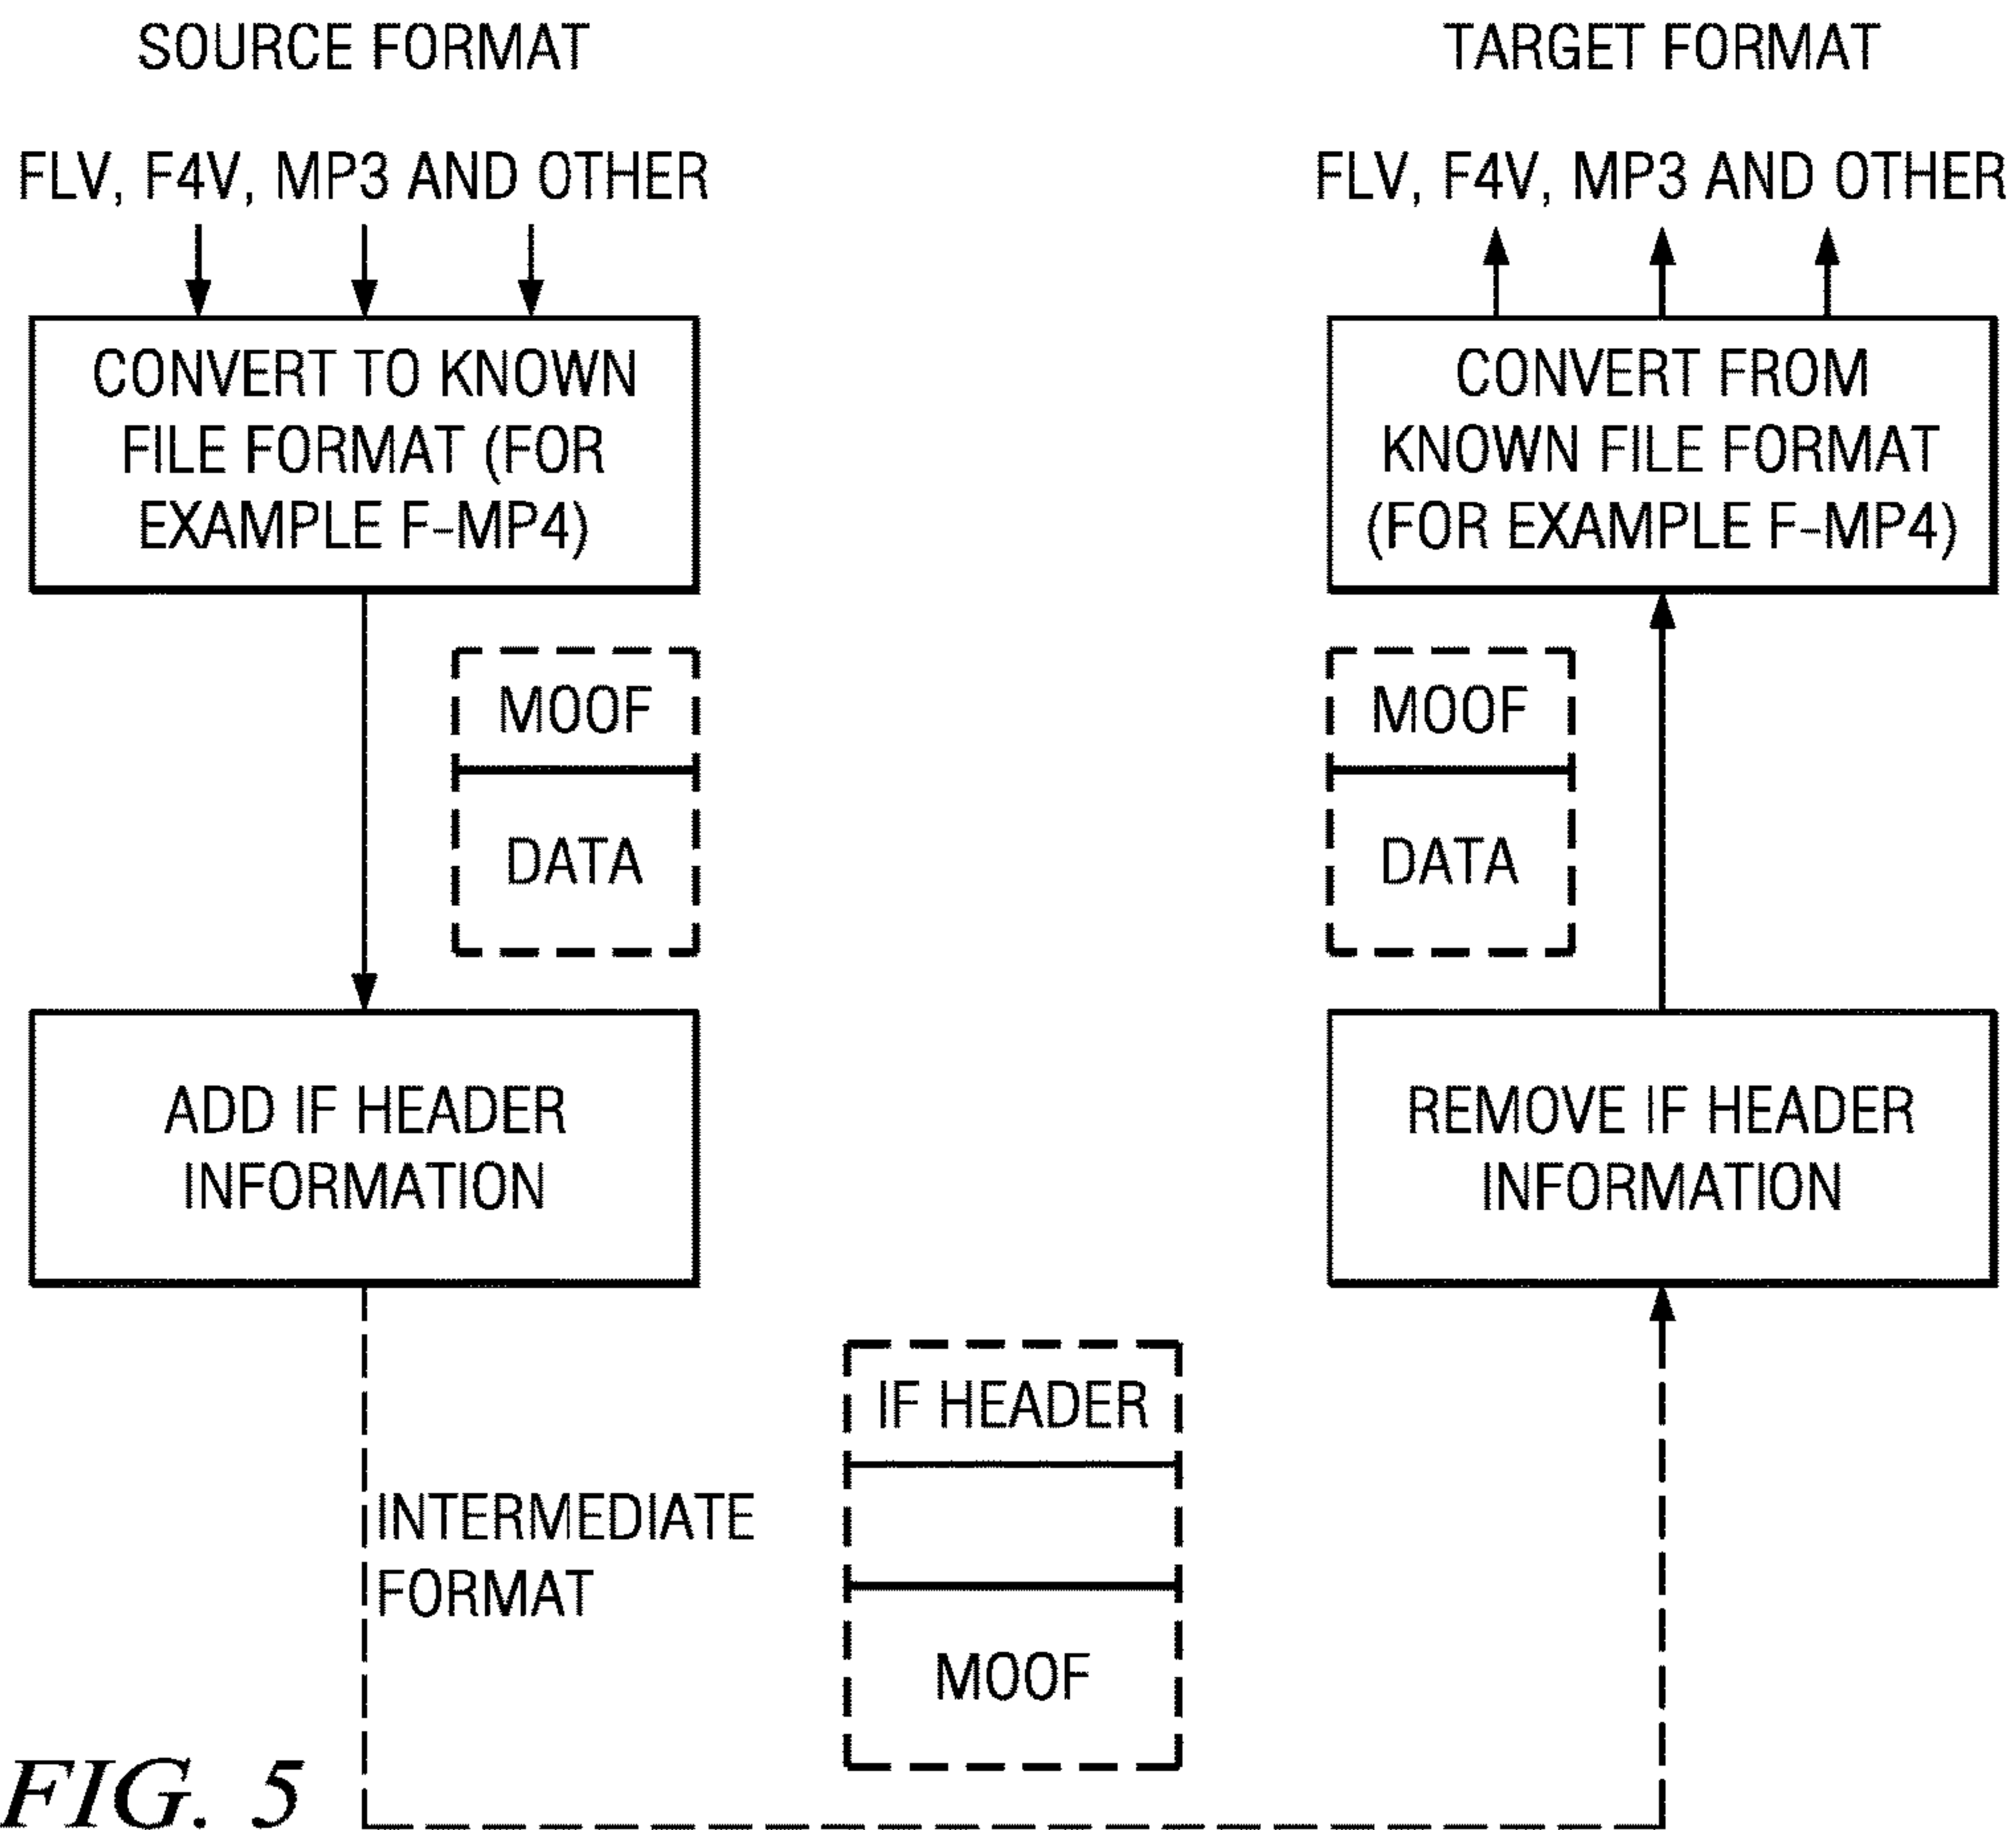 SOURCE FORMAT
FLV, F4V, MP3 AND OTHER
CONVERT TO KNOWN
FILE FORMAT (FOR
EXAMPLE F-MP4)
MOOF
DATA
ADD IF HEADER
INFORMATION
INTERMEDIATE
FORMAT
IF HEADER
MOOF
TARGET FORMAT
FLV, F4V, MP3 AND OTHER
CONVERT FROM
KNOWN FILE FORMAT
(FOR EXAMPLE F-MP4)
MOOF
DATA
REMOVE IF HEADER
INFORMATION
FIG. 5